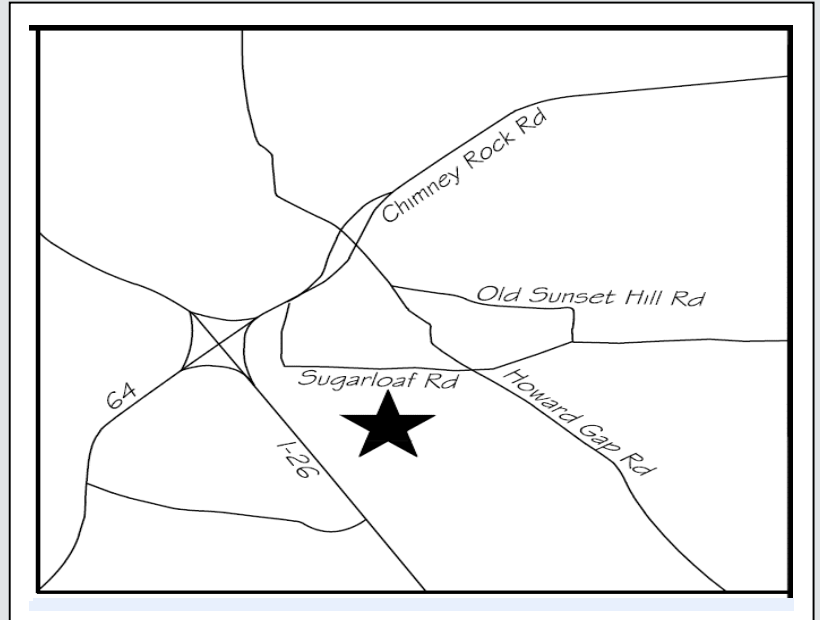 Chimney Rock Rd
Old Sunset Hill Rd
Sugarloaf Rd
Howard Gap Rd
64
I-26